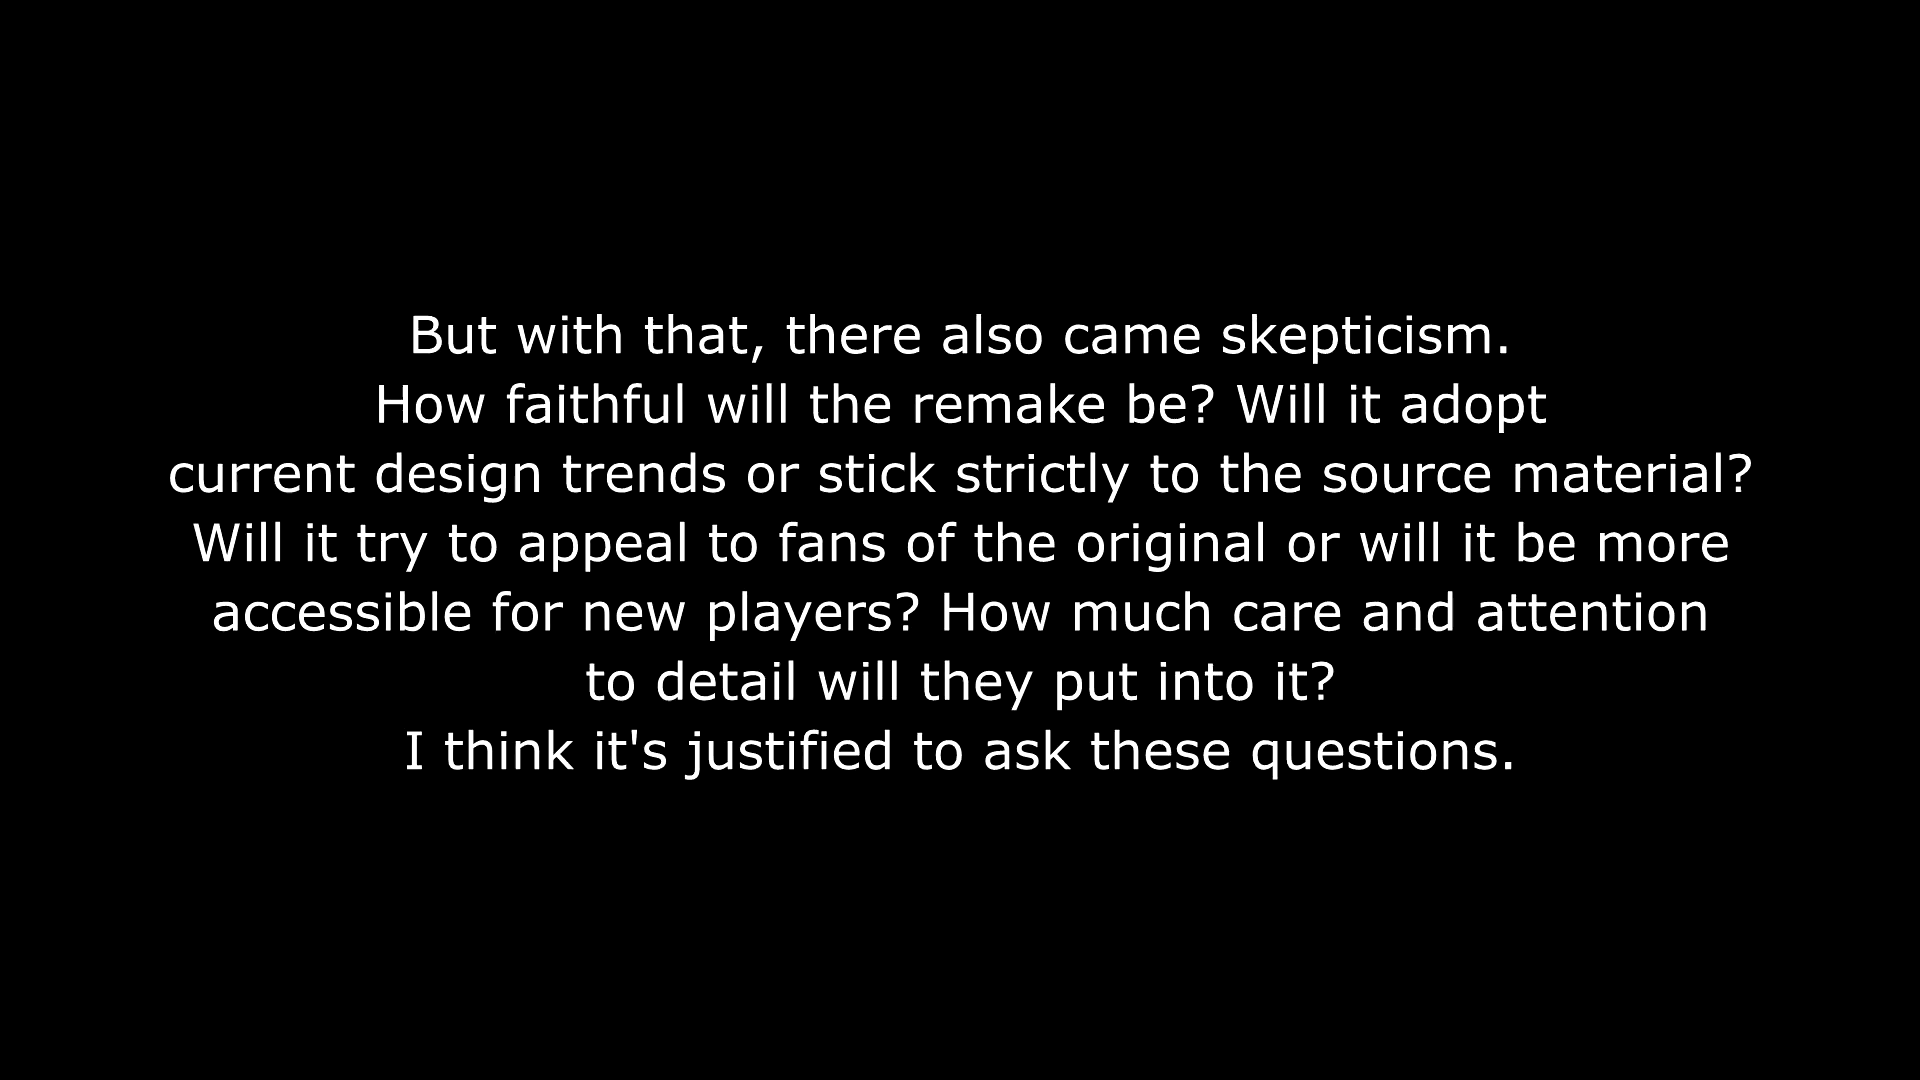 But with that, there also came skepticism.
How faithful will the remake be? Will it adopt
current design trends or stick strictly to the source material?
Will it try to appeal to fans of the original or will it be more
accessible for new players? How much care and attention
to detail will they put into it?
I think it's justified to ask these questions.